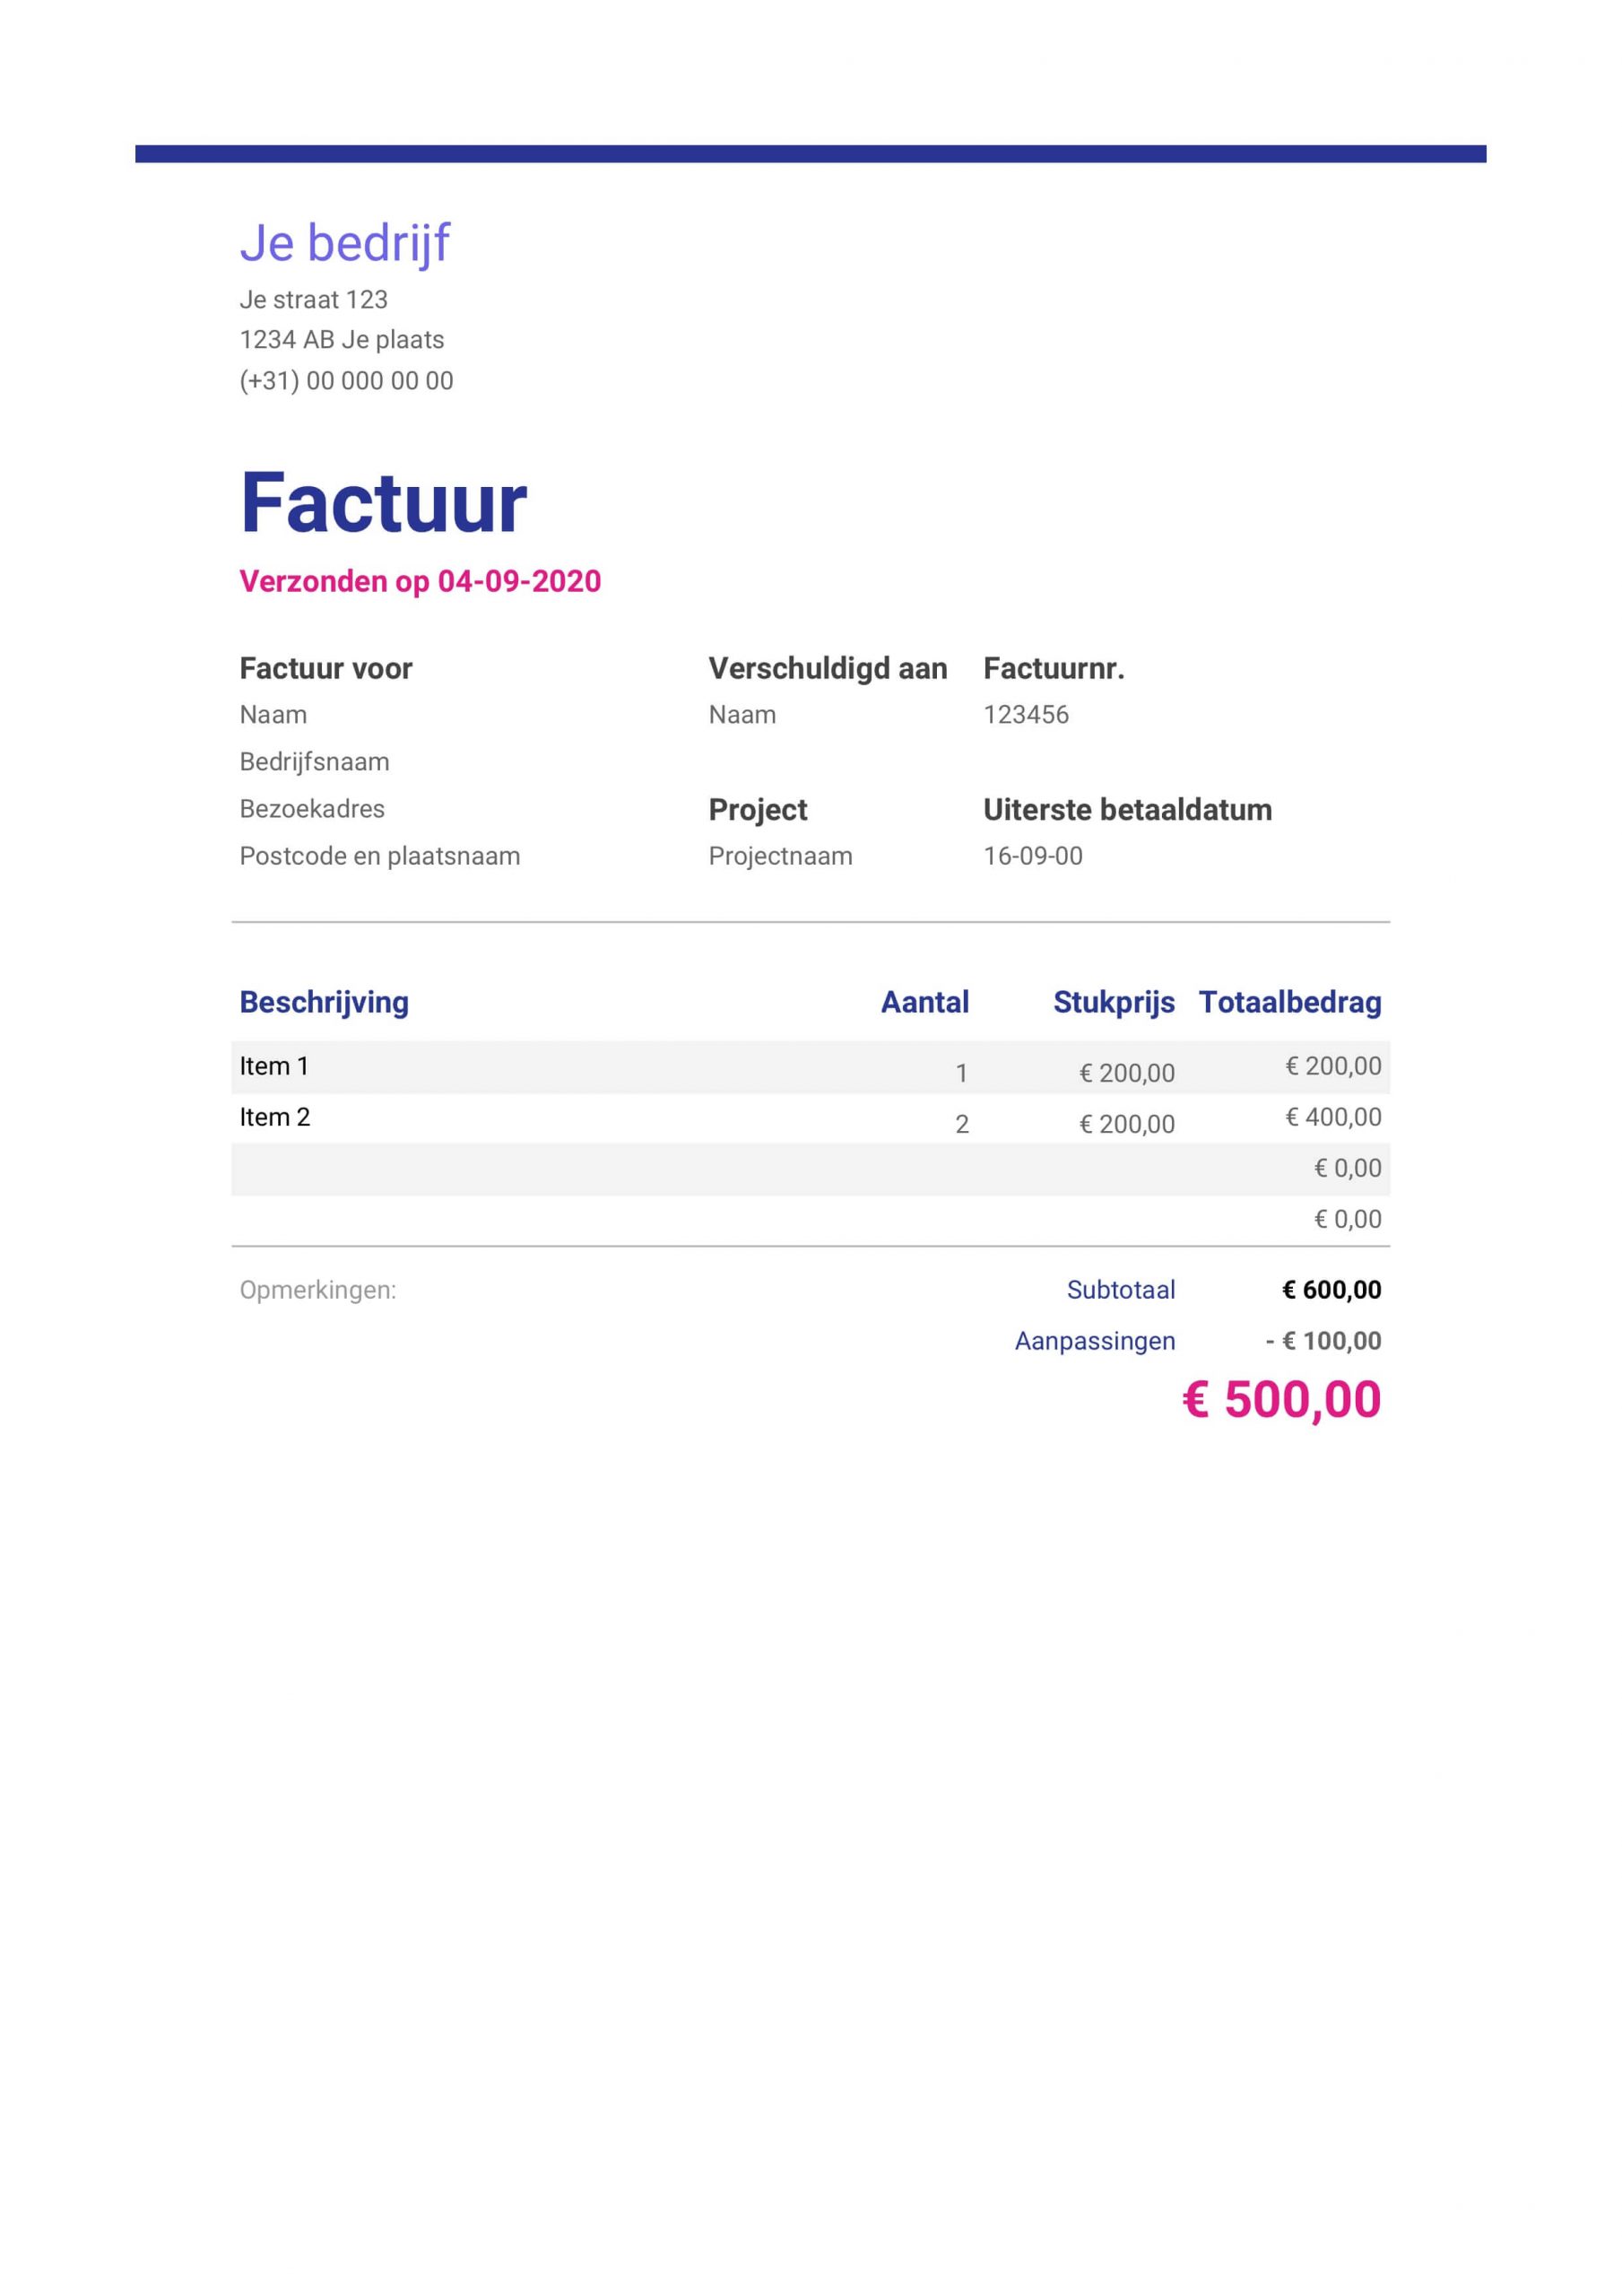 Je bedrijf
Je straat 123
1234 AB Je plaats
(+31) 00 000 00 00
Factuur
Verzonden op 04-09-2020
Factuur voor Verschuldigd aan Factuurnr.
Naam Naam 123456
Bedrijfsnaam
Bezoekadres Project Uiterste betaaldatum
Postcode en plaatsnaam Projectnaam 16-09-00
Beschrijving Aantal Stukprijs Totaalbedrag
Item 1 1 € 200,00 € 200,00
Item 2 2 € 200,00 € 400,00
€ 0,00
€ 0,00
Opmerkingen: Subtotaal € 600,00
Aanpassingen - € 100,00
€ 500,00